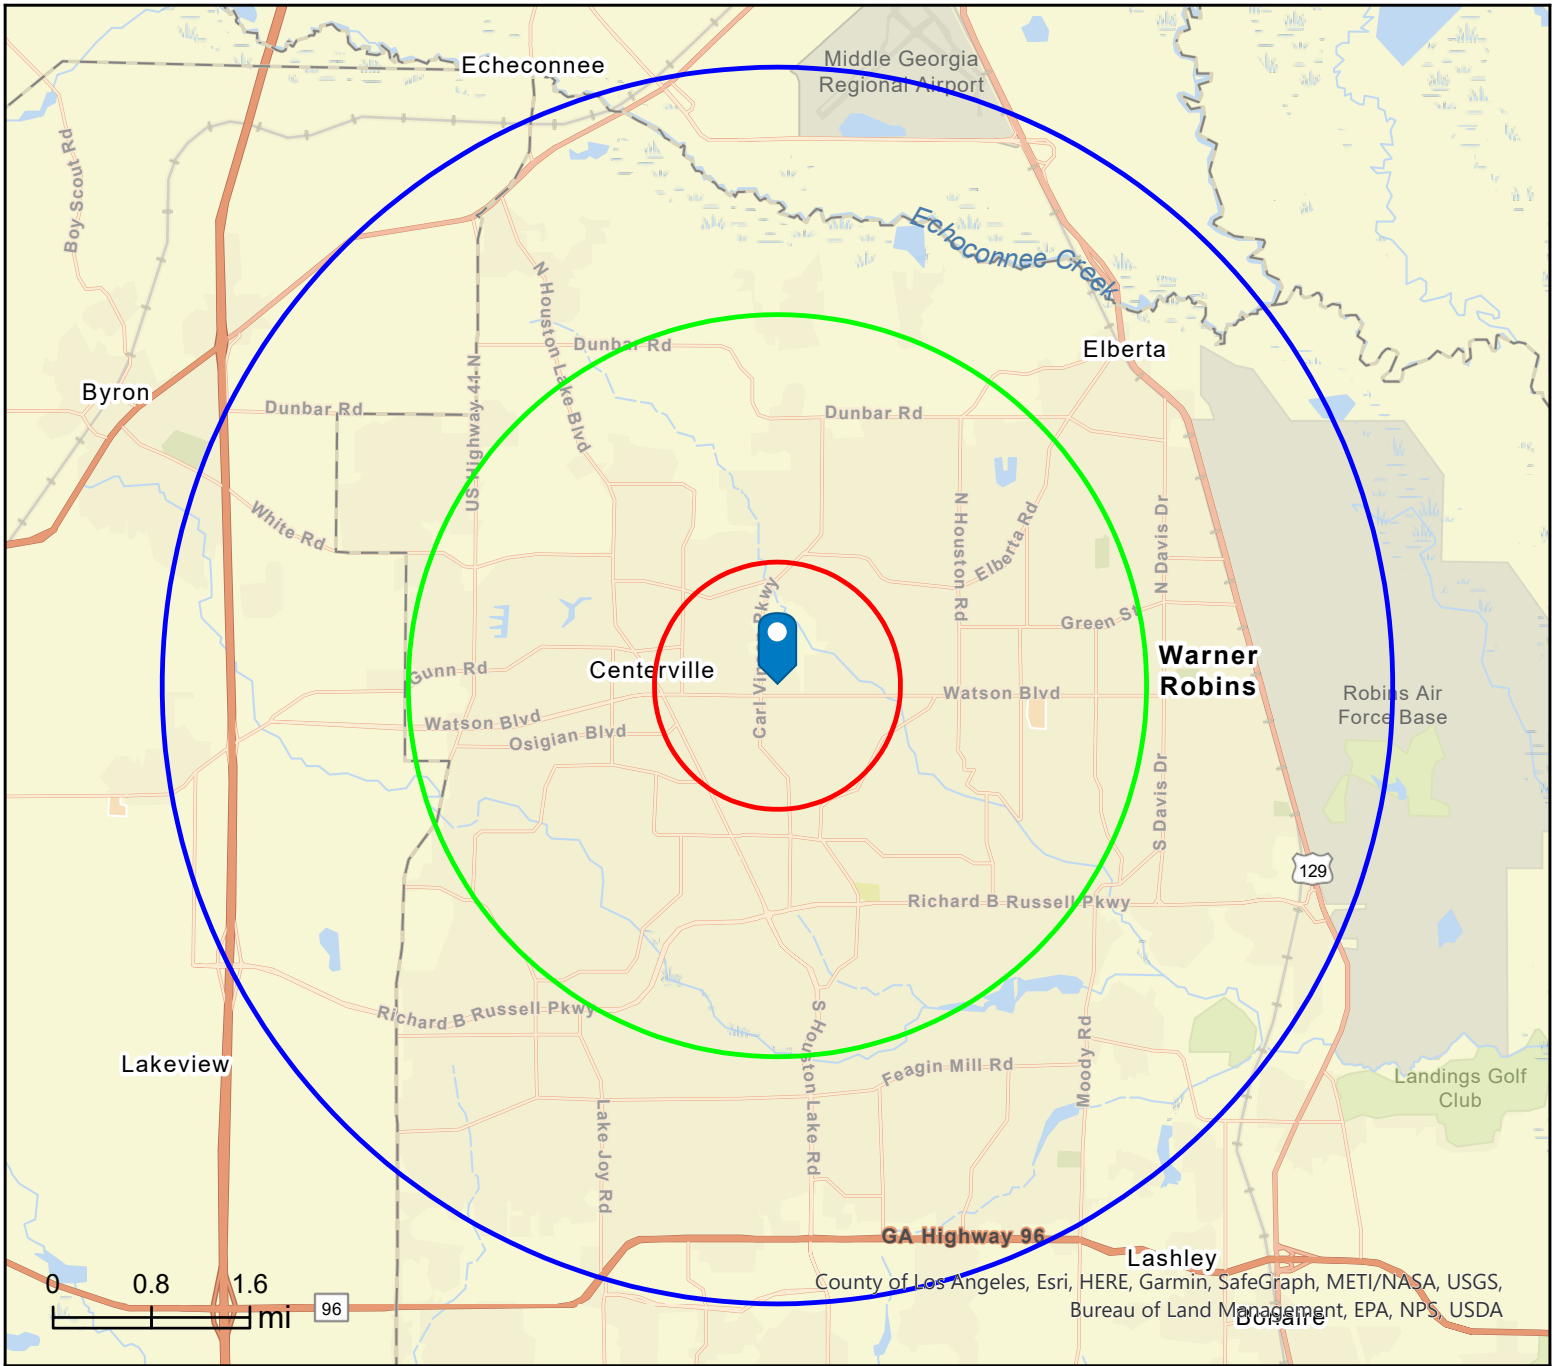 Middle Georgia
Regional Airport
Echeconnee
Boy Scout Rd
Echoconnee Creek
N Houston Lake Blvd
Dunbar Rd
Elberta
US Highway 41 N
Byron
Dunbar Rd
Dunbar Rd
White Rd
N Houston Rd
Elberta Rd
N Davis Dr
Carl Vinson Pkwy
Green St
Gunn Rd
Centerville
Warner
Robins
Watson Blvd
Robins Air
Force Base
Watson Blvd
Osigian Blvd
S Davis Dr
129
Richard B Russell Pkwy
Richard B Russell Pkwy
S Houston Lake Rd
Moody Rd
Lakeview
Feagin Mill Rd
Landings Golf
Club
Lake Joy Rd
GA Highway 96
Lashley
0 0.8 1.6
mi
96
County of Los Angeles, Esri, HERE, Garmin, SafeGraph, METI/NASA, USGS,
Bureau of Land Management, EPA, NPS, USDA
Bonaire